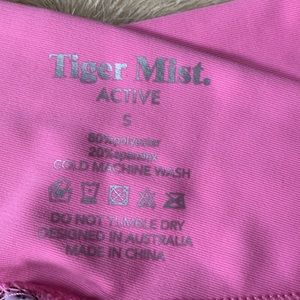 Tiger Mist.
ACTIVE
S
80%polyester
20%spandex
COLD MACHINE WASH
DO NOT TUMBLE DRY
DESIGNED IN AUSTRALIA
MADE IN CHINA